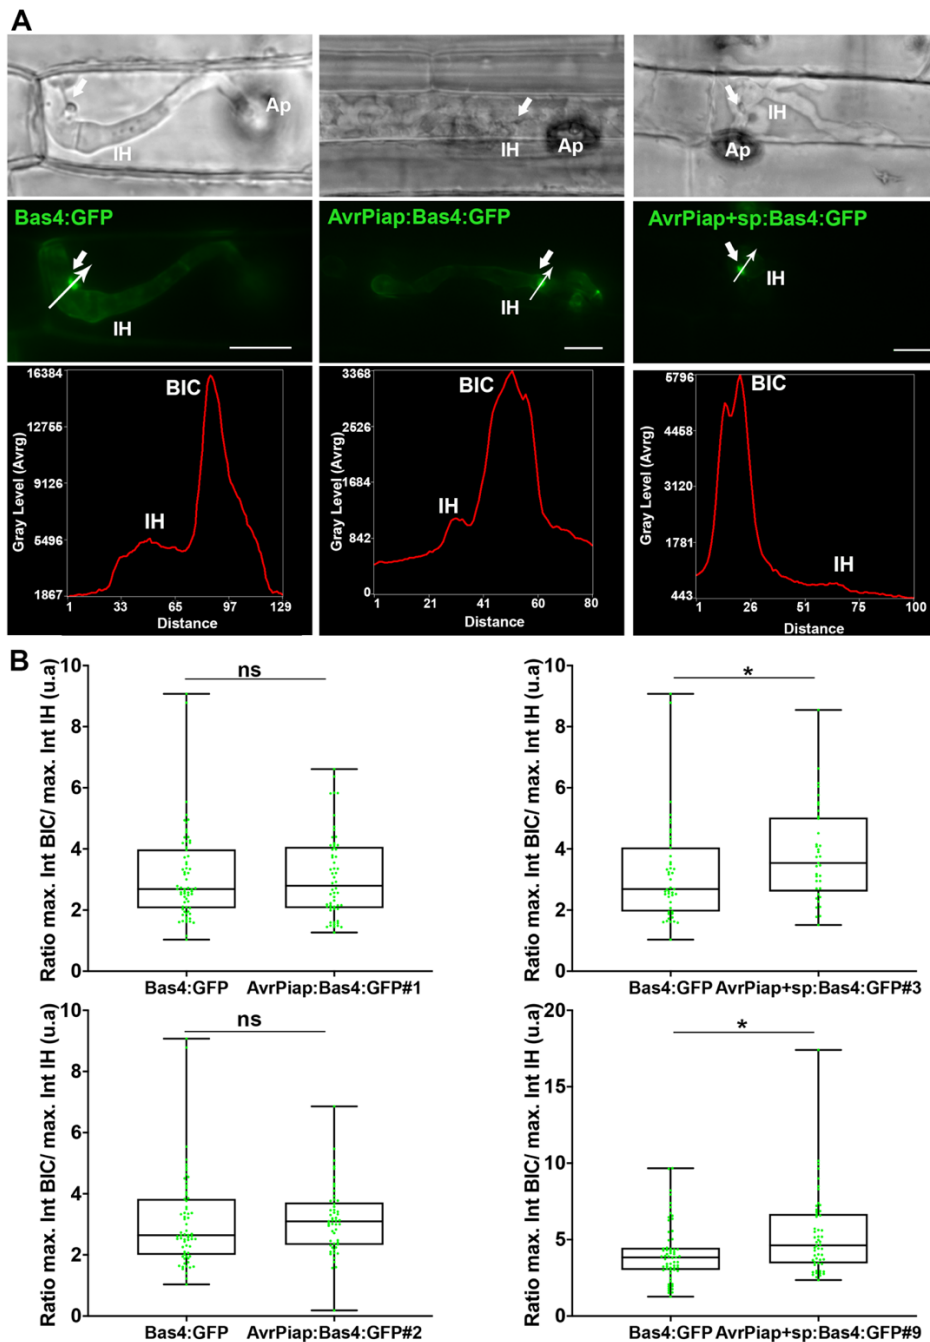 A
Ap
IH
IH
Ap
IH
Ap
Bas4:GFP
IH
AvrPiap:Bas4:GFP
IH
AvrPiap+sp:Bas4:GFP
IH
Gray Level (Avrg)
16384
12765
9126
6496
1867
BIC
IH
1 33 65 97 129
Distance
Gray Level (Avrg)
3368
2526
1684
842
0
BIC
IH
1 21 41 60 80
Distance
Gray Level (Avrg)
5796
4468
3120
1781
443
BIC
IH
1 26 51 76 100
Distance
B
Ratio max. Int BIC/ max. Int IH (u.a)
10
8
6
4
2
0
ns
Bas4:GFP AvrPiap:Bas4:GFP#1
Ratio max. Int BIC/ max. Int IH (u.a)
10
8
6
4
2
0
*
Bas4:GFP AvrPiap+sp:Bas4:GFP#3
Ratio max. Int BIC/ max. Int IH (u.a)
10
8
6
4
2
0
ns
Bas4:GFP AvrPiap:Bas4:GFP#2
Ratio max. Int BIC/ max. Int IH (u.a)
20
15
10
5
0
*
Bas4:GFP AvrPiap+sp:Bas4:GFP#9